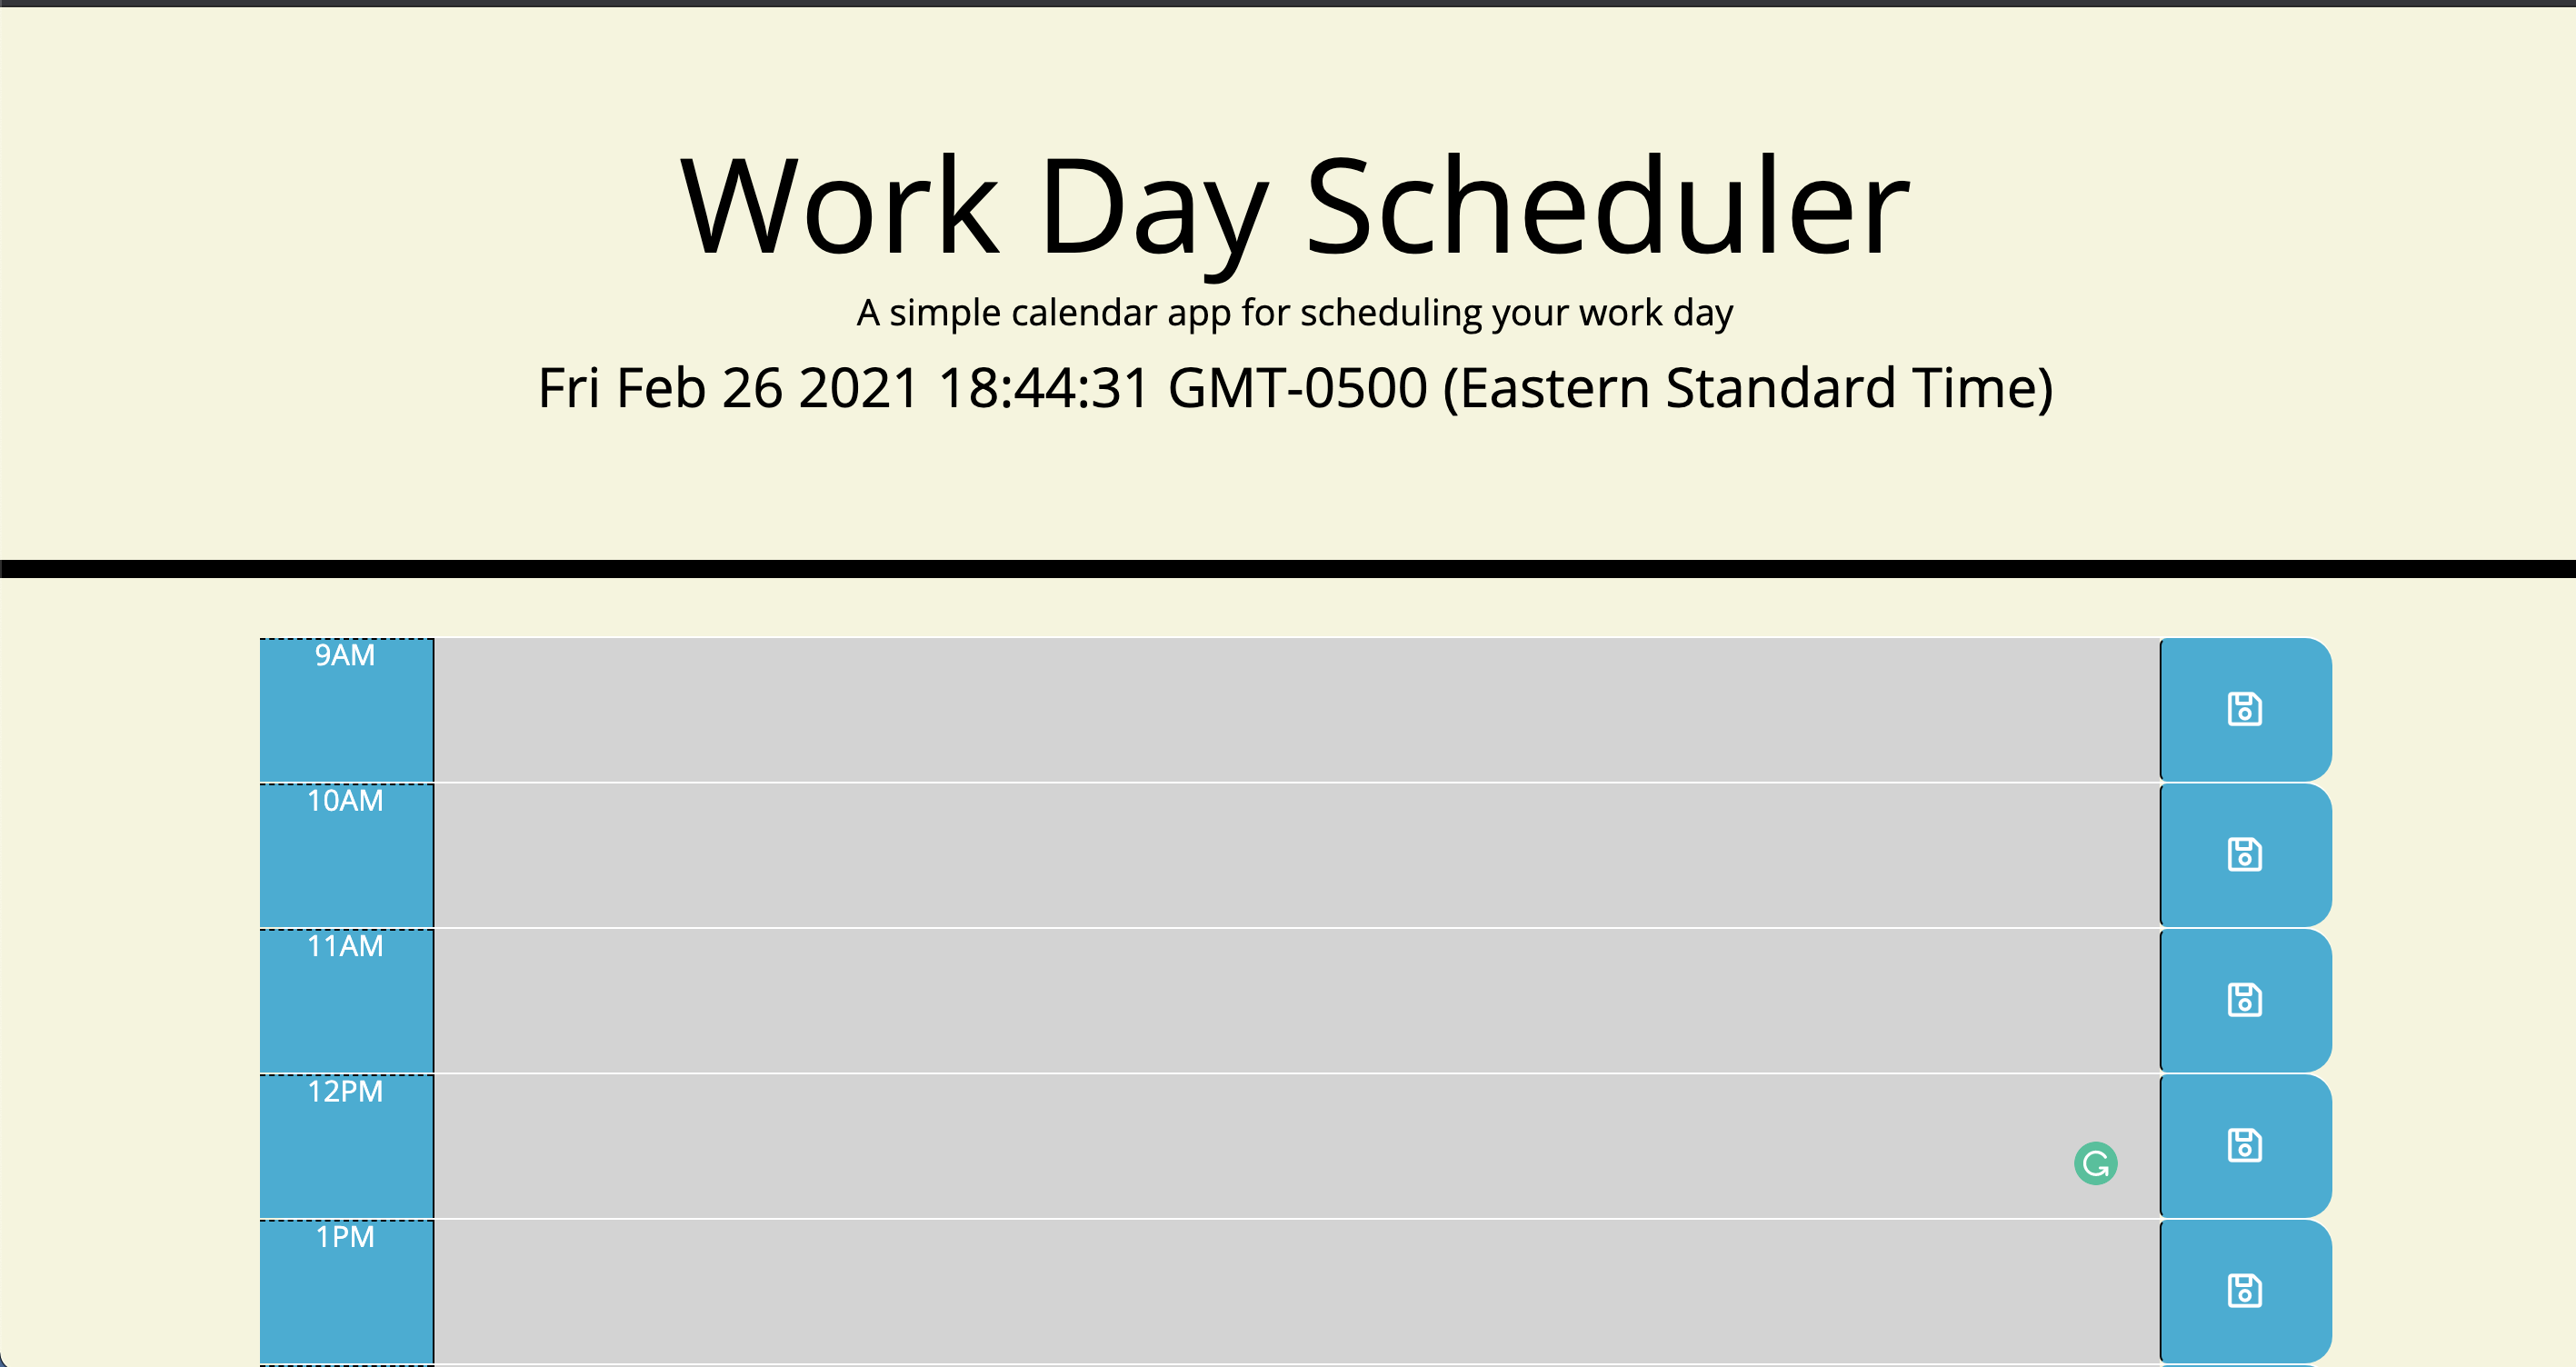 Work Day Scheduler
A simple calendar app for scheduling your work day
Fri Feb 26 2021 18:44:31 GMT-0500 (Eastern Standard Time)
9AM
10AM
11AM
12PM
1PM